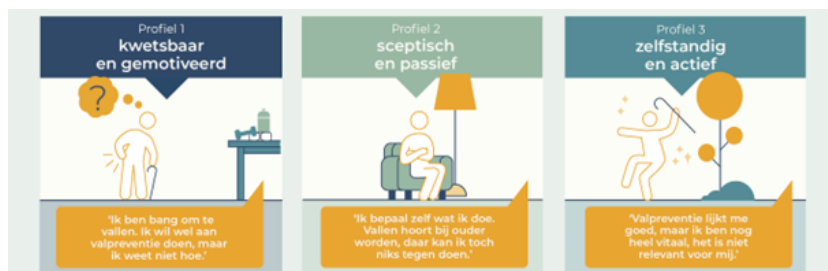 Profiel 1
kwetsbaar
en gemotiveerd
?
'Ik ben bang om te
vallen. Ik wil wel aan
valpreventie doen, maar
ik weet niet hoe.'
Profiel 2
sceptisch
en passief
'Ik bepaal zelf wat ik doe.
Vallen hoort bij ouder
worden, daar kan ik toch
niks tegen doen.'
Profiel 3
zelfstandig
en actief
'Valpreventie lijkt me
goed, maar ik ben nog
heel vitaal, het is niet
relevant voor mij.'